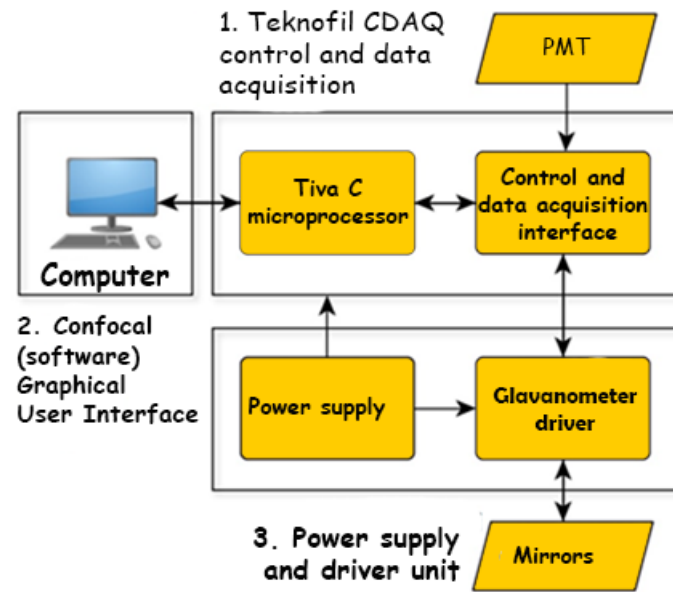 1. Teknofil CDAQ
control and data
acquisition
PMT
Tiva C
microprocessor
Control and
data acquisition
interface
Computer
2. Confocal
(software)
Graphical
User Interface
Power supply
Glavanometer
driver
3. Power supply
and driver unit
Mirrors